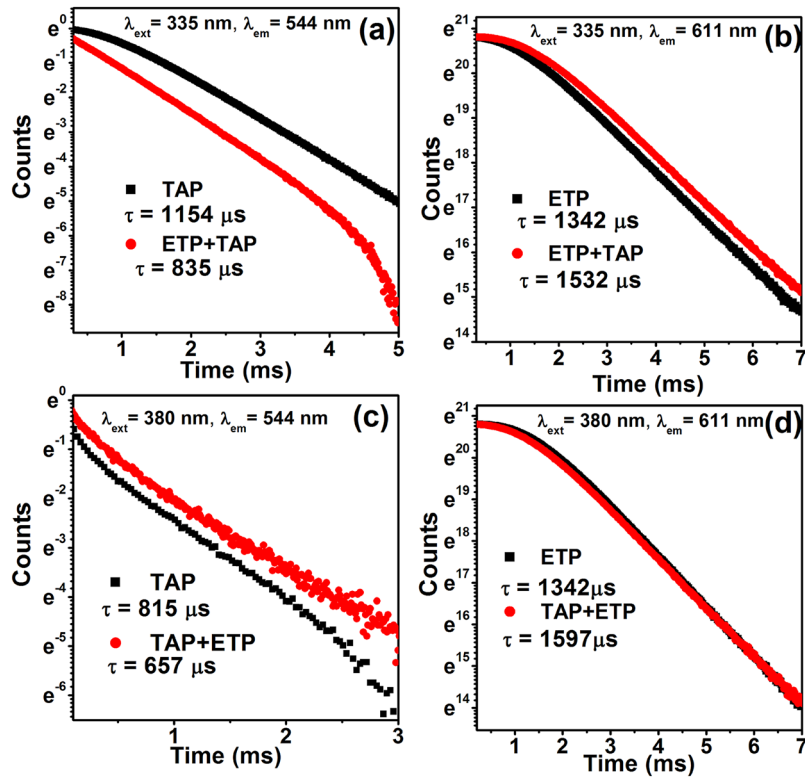 λext= 335 nm, λem= 544 nm
(a)
e0
e-1
e-2
e-3
e-4
e-5
e-6
e-7
e-8
Counts
TAP
τ = 1154 μs
ETP+TAP
τ = 835 μs
1 2 3 4 5
Time (ms)
λext= 335 nm, λem= 611 nm
(b)
e21
e20
e19
e18
e17
e16
e15
e14
Counts
ETP
τ = 1342 μs
ETP+TAP
τ = 1532 μs
1 2 3 4 5 6 7
Time (ms)
λext= 380 nm, λem= 544 nm
(c)
e0
e-1
e-2
e-3
e-4
e-5
e-6
Counts
TAP
τ = 815 μs
TAP+ETP
τ = 657 μs
1 2 3
Time (ms)
λext= 380 nm, λem= 611 nm
(d)
e21
e20
e19
e18
e17
e16
e15
e14
Counts
ETP
τ = 1342μs
TAP+ETP
τ = 1597μs
1 2 3 4 5 6 7
Time (ms)